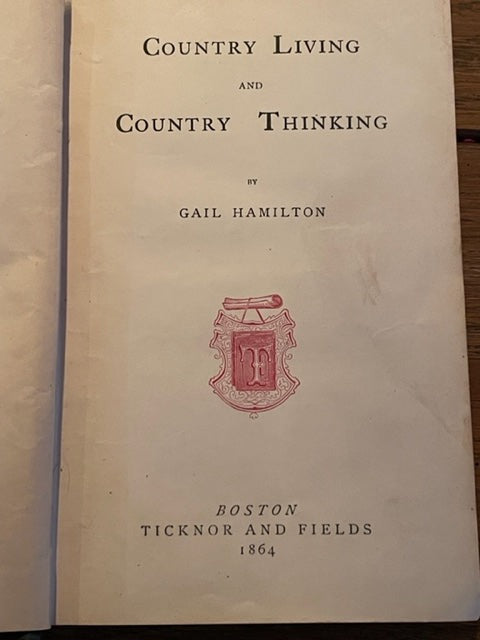 COUNTRY LIVING
AND
COUNTRY THINKING
BY
GAIL HAMILTON
T
BOSTON
TICKNOR AND FIELDS
1864